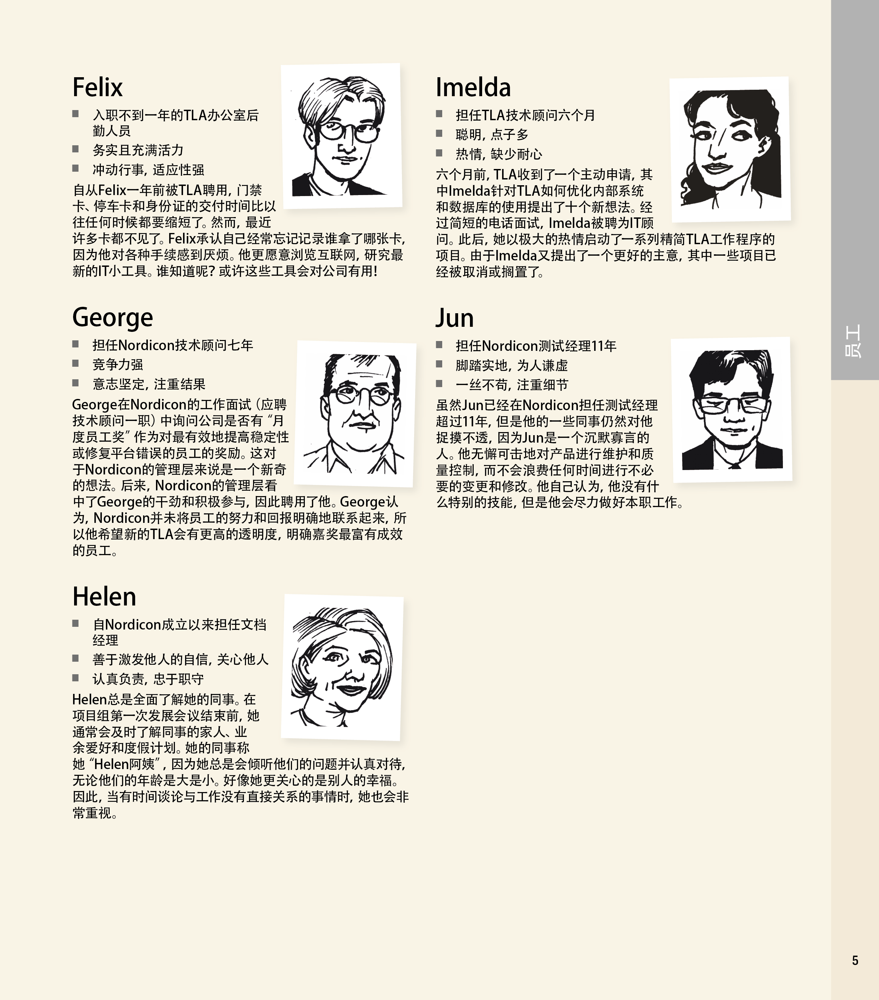 Felix
入职不到一年的TLA办公室后
勤人员
务实且充满活力
冲动行事, 适应性强
自从Felix一年前被TLA聘用, 门禁
卡、停车卡和身份证的交付时间比以
往任何时候都要缩短了。然而, 最近
许多卡都不见了。Felix承认自己经常忘记记录谁拿了哪张卡,
因为他对各种手续感到厌烦。他更愿意浏览互联网, 研究最
新的IT小工具。谁知道呢? 或许这些工具会对公司有用!
George
担任Nordicon技术顾问七年
竞争力强
意志坚定, 注重结果
George在Nordicon的工作面试 (应聘
技术顾问一职) 中询问公司是否有 “月
度员工奖” 作为对最有效地提高稳定性
或修复平台错误的员工的奖励。这对
于Nordicon的管理层来说是一个新奇
的想法。后来, Nordicon的管理层看
中了George的干劲和积极参与, 因此聘用了他。George认
为, Nordicon并未将员工的努力和回报明确地联系起来, 所
以他希望新的TLA会有更高的透明度, 明确嘉奖最富有成效
的员工。
Helen
自Nordicon成立以来担任文档
经理
善于激发他人的自信, 关心他人
认真负责, 忠于职守
Helen总是全面了解她的同事。在
项目组第一次发展会议结束前, 她
通常会及时了解同事的家人、业
余爱好和度假计划。她的同事称
她 “Helen阿姨” , 因为她总是会倾听他们的问题并认真对待,
无论他们的年龄是大是小。好像她更关心的是别人的幸福。
因此, 当有时间谈论与工作没有直接关系的事情时, 她也会非
常重视。
Imelda
担任TLA技术顾问六个月
聪明, 点子多
热情, 缺少耐心
六个月前, TLA收到了一个主动申请, 其
中Imelda针对TLA如何优化内部系统
和数据库的使用提出了十个新想法。经
过简短的电话面试, Imelda被聘为IT顾
问。此后, 她以极大的热情启动了一系列精简TLA工作程序的
项目。由于Imelda又提出了一个更好的主意, 其中一些项目已
经被取消或搁置了。
Jun
担任Nordicon测试经理11年
脚踏实地, 为人谦虚
一丝不苟, 注重细节
虽然Jun已经在Nordicon担任测试经理
超过11年, 但是他的一些同事仍然对他
捉摸不透, 因为Jun是一个沉默寡言的
人。他无懈可击地对产品进行维护和质
量控制, 而不会浪费任何时间进行不必
要的变更和修改。他自己认为, 他没有什
么特别的技能, 但是他会尽力做好本职工作。
员工
5